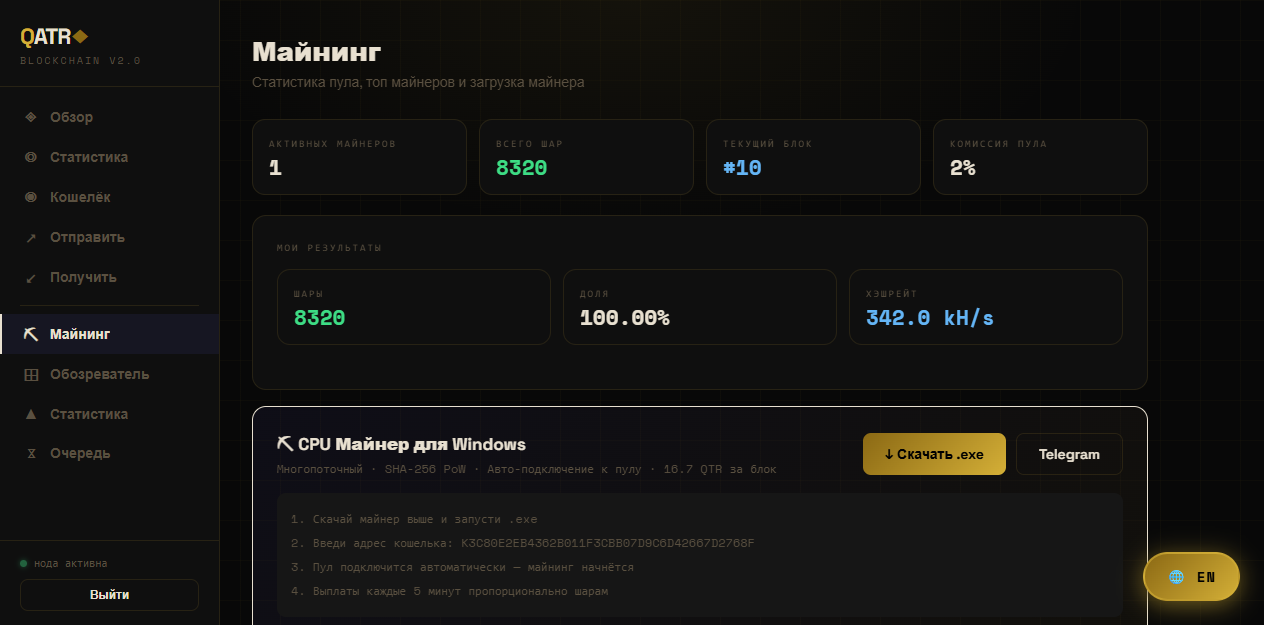 QATR◆
BLOCKCHAIN V2.0
Обзор
Статистика
Кошелёк
Отправить
Получить
Майнинг
Обозреватель
Статистика
Очередь
нода активна
Выйти
Майнинг
Статистика пула, топ майнеров и загрузка майнера
АКТИВНЫХ МАЙНЕРОВ
1
ВСЕГО ШАР
8320
ТЕКУЩИЙ БЛОК
#10
КОМИССИЯ ПУЛА
2%
МОИ РЕЗУЛЬТАТЫ
ШАРЫ
8320
ДОЛЯ
100.00%
ХЭШРЕЙТ
342.0 kH/s
⛏ CPU Майнер для Windows
Многопоточный · SHA-256 PoW · Авто-подключение к пулу · 16.7 QTR за блок
↓ Скачать .exe
Telegram
1. Скачай майнер выше и запусти .exe
2. Введи адрес кошелька: K3C80E2EB4362B011F3CBB07D9C6D42667D2768F
3. Пул подключится автоматически — майнинг начнётся
4. Выплаты каждые 5 минут пропорционально шарам
🌐 EN